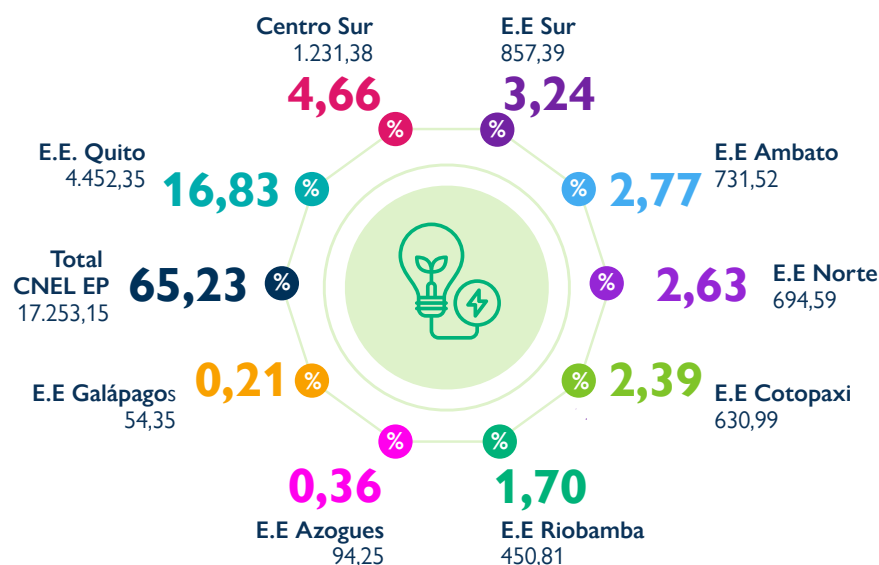 Centro Sur
1.231,38
4,66
%
E.E Sur
857,39
3,24
%
E.E Ambato
731,52
2,77
%
E.E Norte
694,59
2,63
%
E.E Cotopaxi
630,99
2,39
%
E.E Riobamba
450,81
1,70
%
E.E Azogues
94,25
0,36
%
E.E Galápagos
54,35
0,21
%
Total
CNEL EP
17.253,15
65,23
%
E.E. Quito
4.452,35
16,83
%